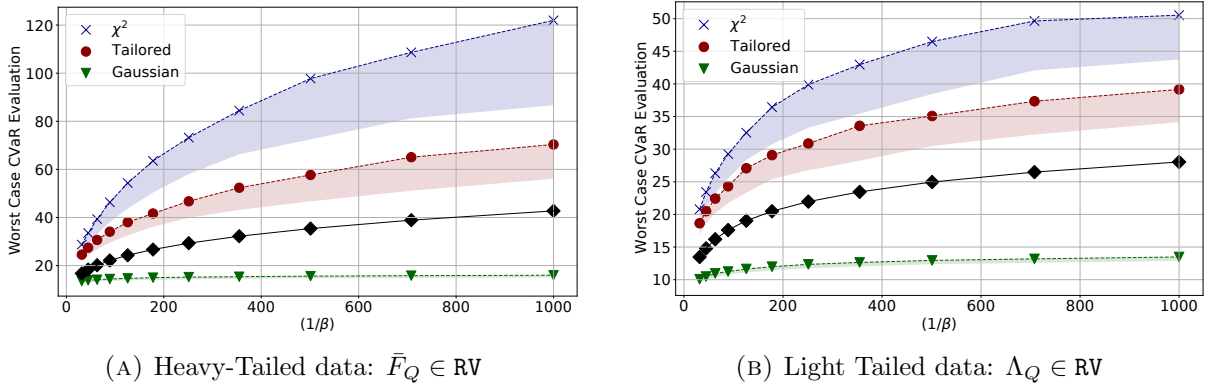 120
100
80
60
40
20
0
200
400
600
800
1000
(1/β)
Worst Case CVaR Evaluation
χ²
Tailored
Gaussian
(A) Heavy-Tailed data: F̄_Q ∈ RV
50
45
40
35
30
25
20
15
10
0
200
400
600
800
1000
(1/β)
Worst Case CVaR Evaluation
χ²
Tailored
Gaussian
(B) Light Tailed data: Λ_Q ∈ RV